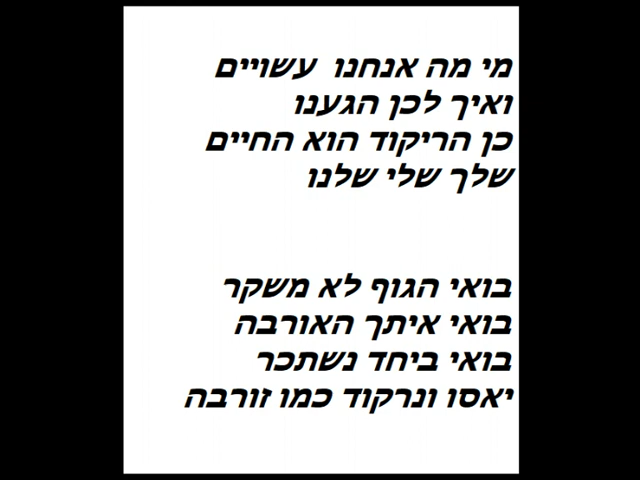 מי מה אנחנו עשויים
ואיך לכן הגענו
כן הריקוד הוא החיים
שלך שלי שלנו
בואי הגוף לא משקר
בואי איתך האורבה
בואי ביחד נשתכר
יאסו ונרקוד כמו זורבה